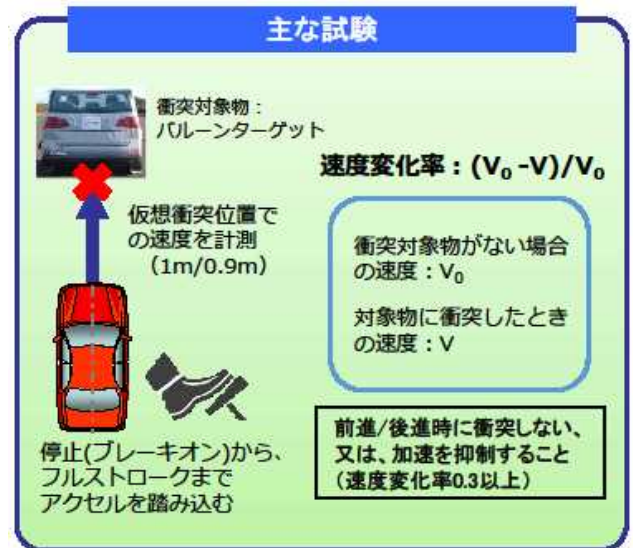 主な試験
衝突対象物：
バルーンターゲット
速度変化率：(V₀ -V)/V₀
仮想衝突位置で
の速度を計測
（1m/0.9m）
衝突対象物がない場合
の速度：V₀
対象物に衝突したとき
の速度：V
停止(ブレーキオン)から、
フルストロークまで
アクセルを踏み込む
前進/後進時に衝突しない、
又は、加速を抑制すること
（速度変化率0.3以上）